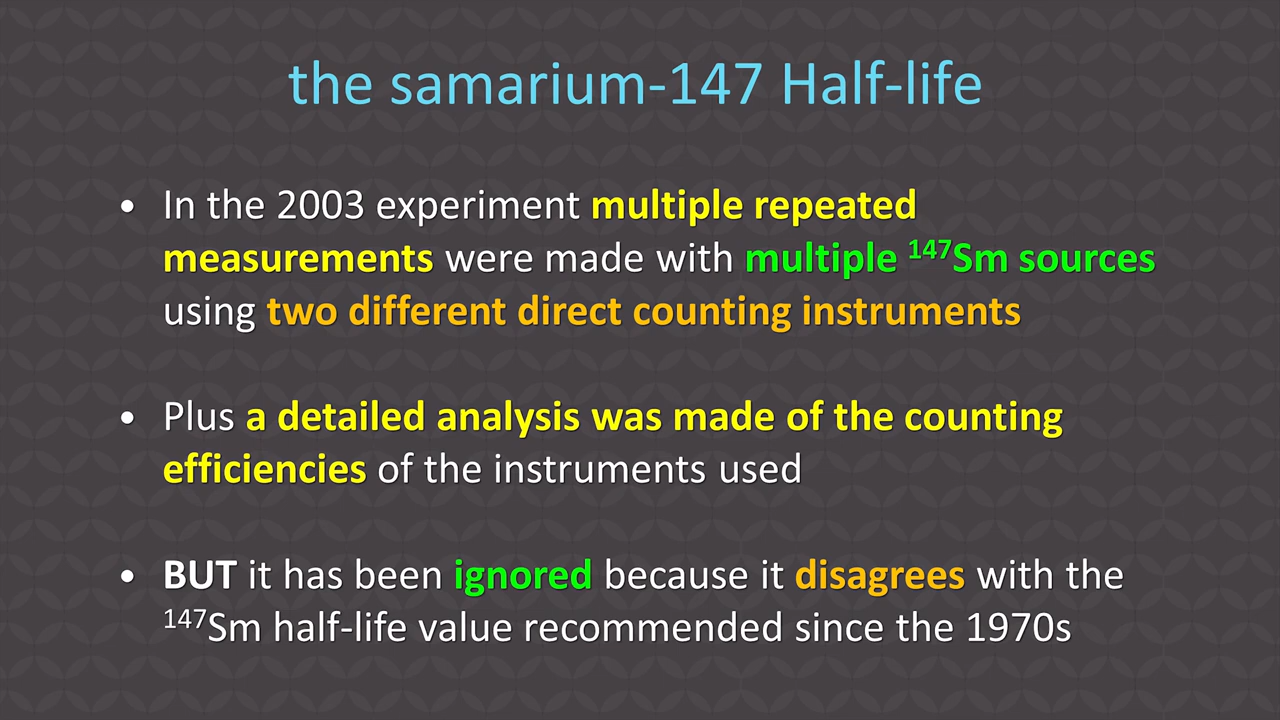 the samarium-147 Half-life
• In the 2003 experiment multiple repeated
measurements were made with multiple ¹⁴⁷Sm sources
using two different direct counting instruments
• Plus a detailed analysis was made of the counting
efficiencies of the instruments used
• BUT it has been ignored because it disagrees with the
¹⁴⁷Sm half-life value recommended since the 1970s